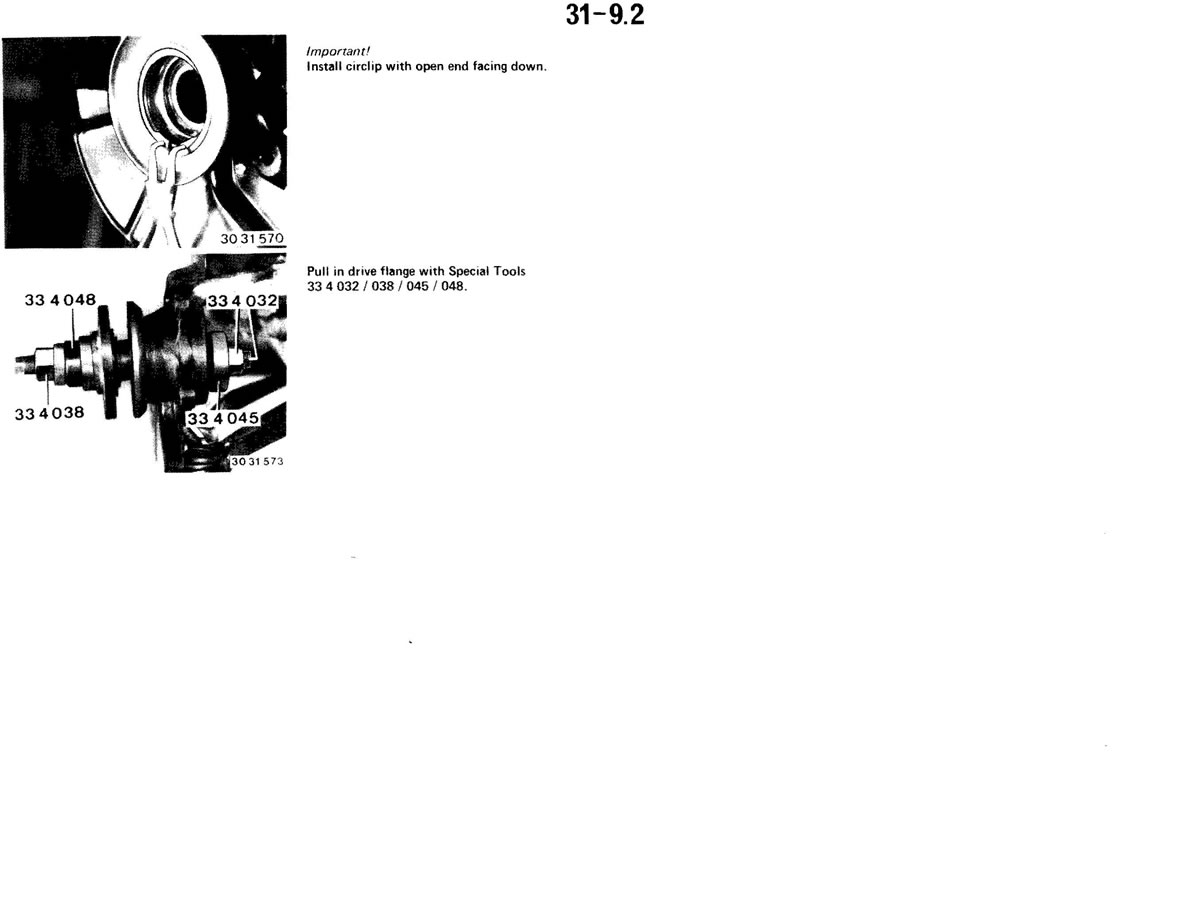 31-9.2
Important!
Install circlip with open end facing down.
30 31 570
Pull in drive flange with Special Tools
33 4 032 / 038 / 045 / 048.
33 4 048
33 4 032
33 4 038
33 4 045
30 31 573